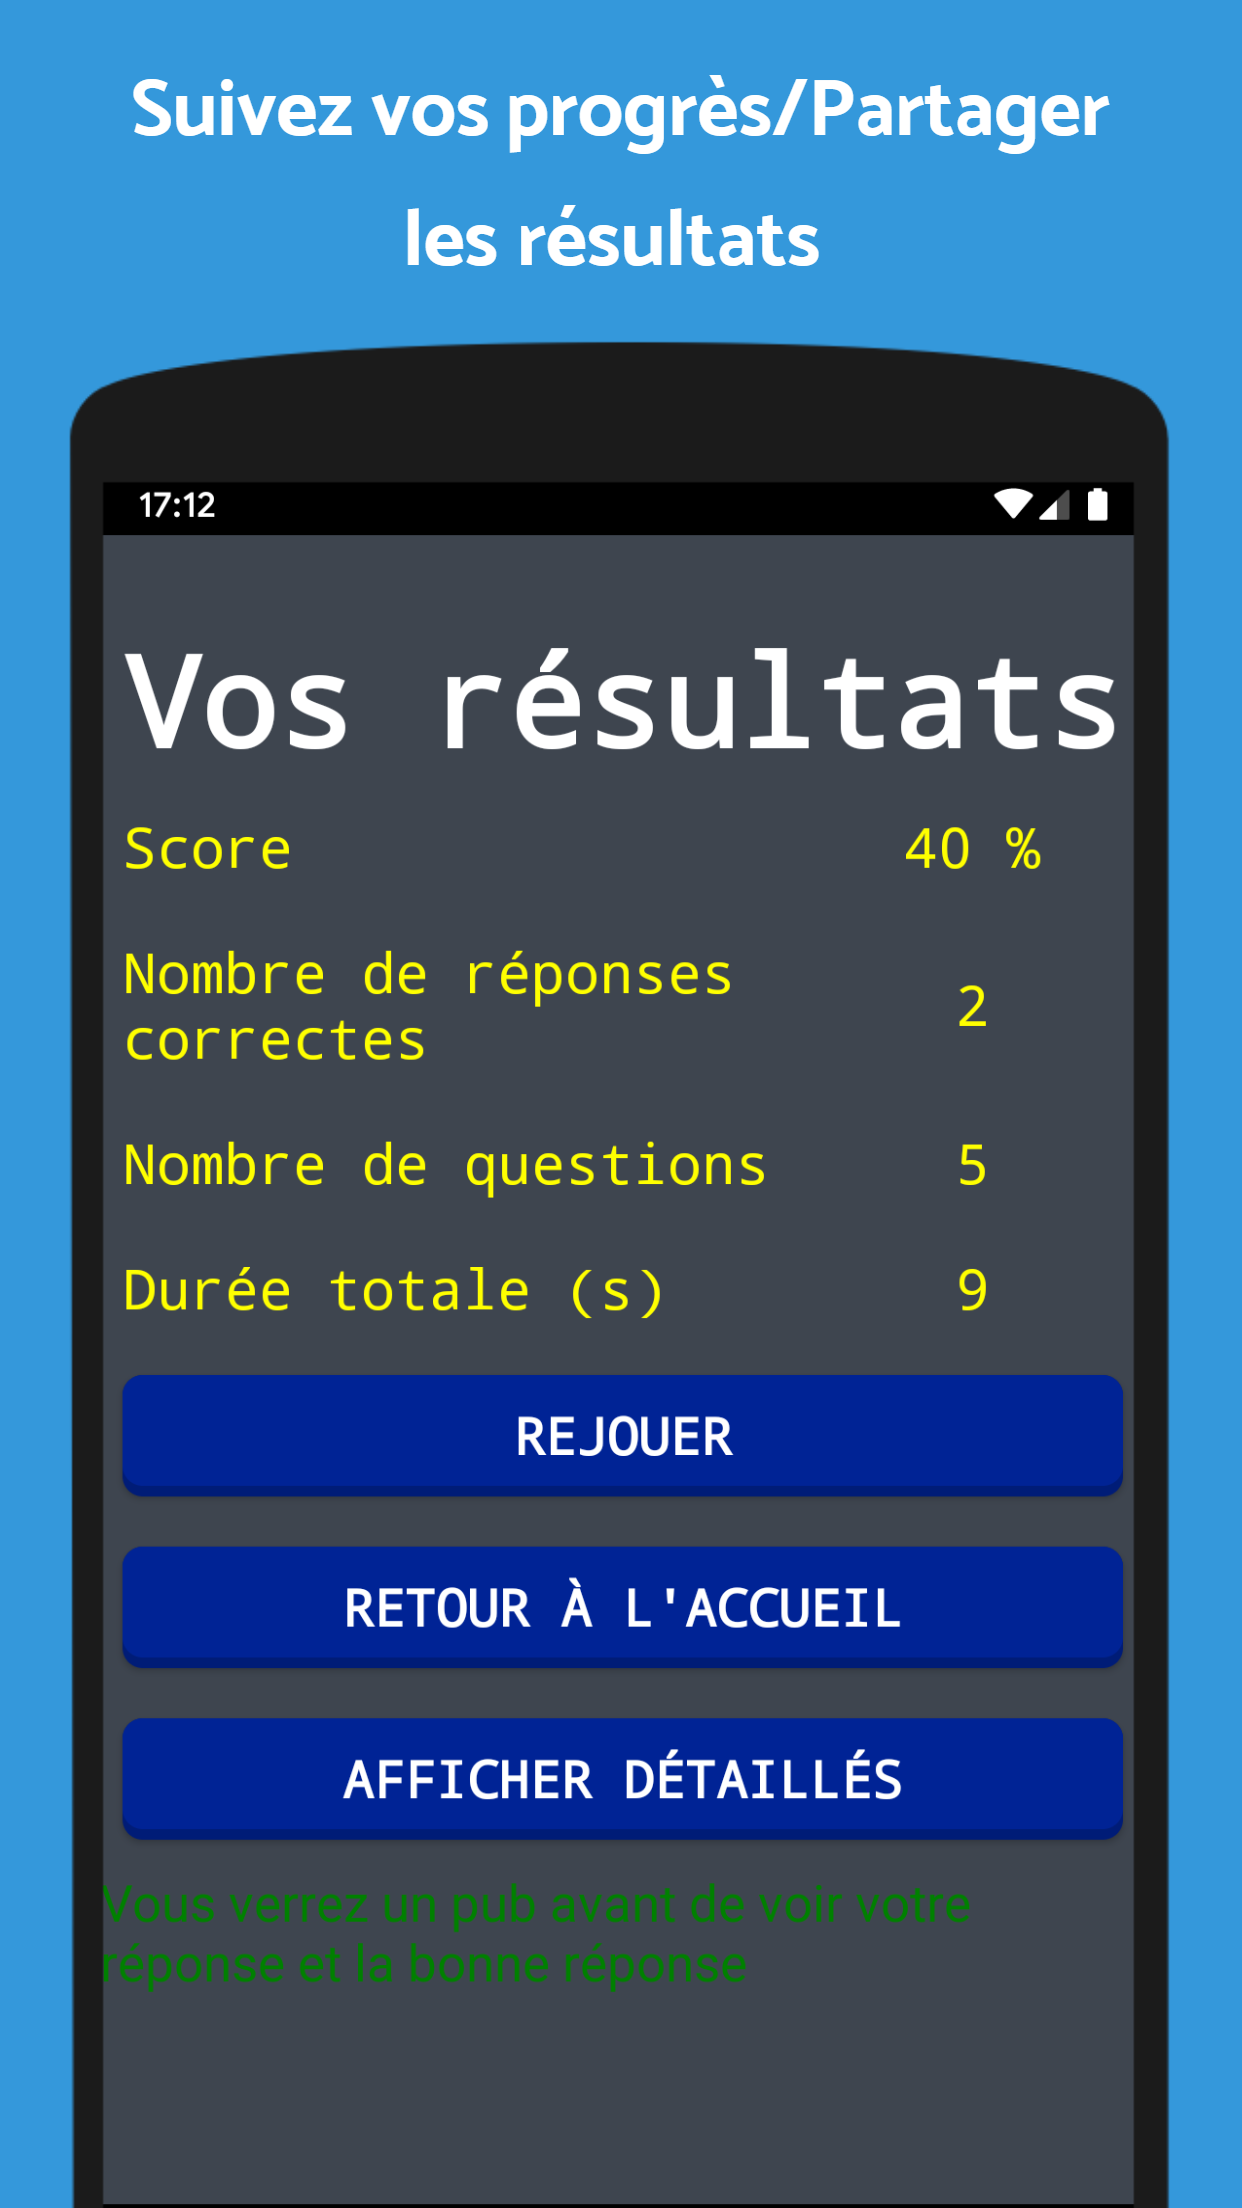 Suivez vos progrès/Partager
les résultats
17:12
Vos résultats
Score 40 %
Nombre de réponses
correctes 2
Nombre de questions 5
Durée totale (s) 9
REJOUER
RETOUR À L'ACCUEIL
AFFICHER DÉTAILLÉS
Vous verrez un pub avant de voir votre
réponse et la bonne réponse